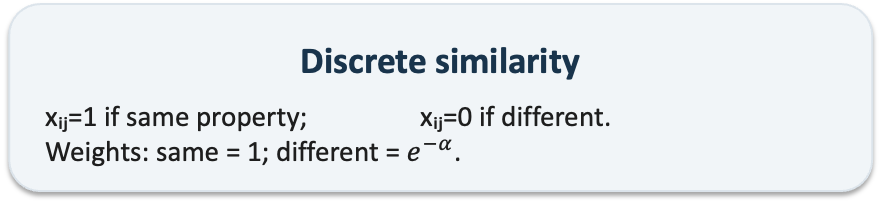 Discrete similarity
xij=1 if same property; xij=0 if different.
Weights: same = 1; different = e^−α.